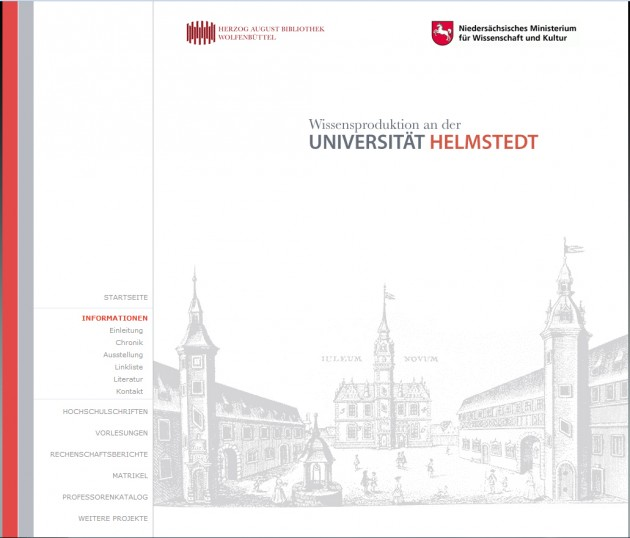 HERZOG AUGUST BIBLIOTHEK
WOLFENBÜTTEL
Niedersächsisches Ministerium
für Wissenschaft und Kultur
Wissensproduktion an der
UNIVERSITÄT HELMSTEDT
STARTSEITE
INFORMATIONEN
Einleitung
Chronik
Ausstellung
Linkliste
Literatur
Kontakt
HOCHSCHULSCHRIFTEN
VORLESUNGEN
RECHENSCHAFTSBERICHTE
MATRIKEL
PROFESSORENKATALOG
WEITERE PROJEKTE
IULEUM NOVUM